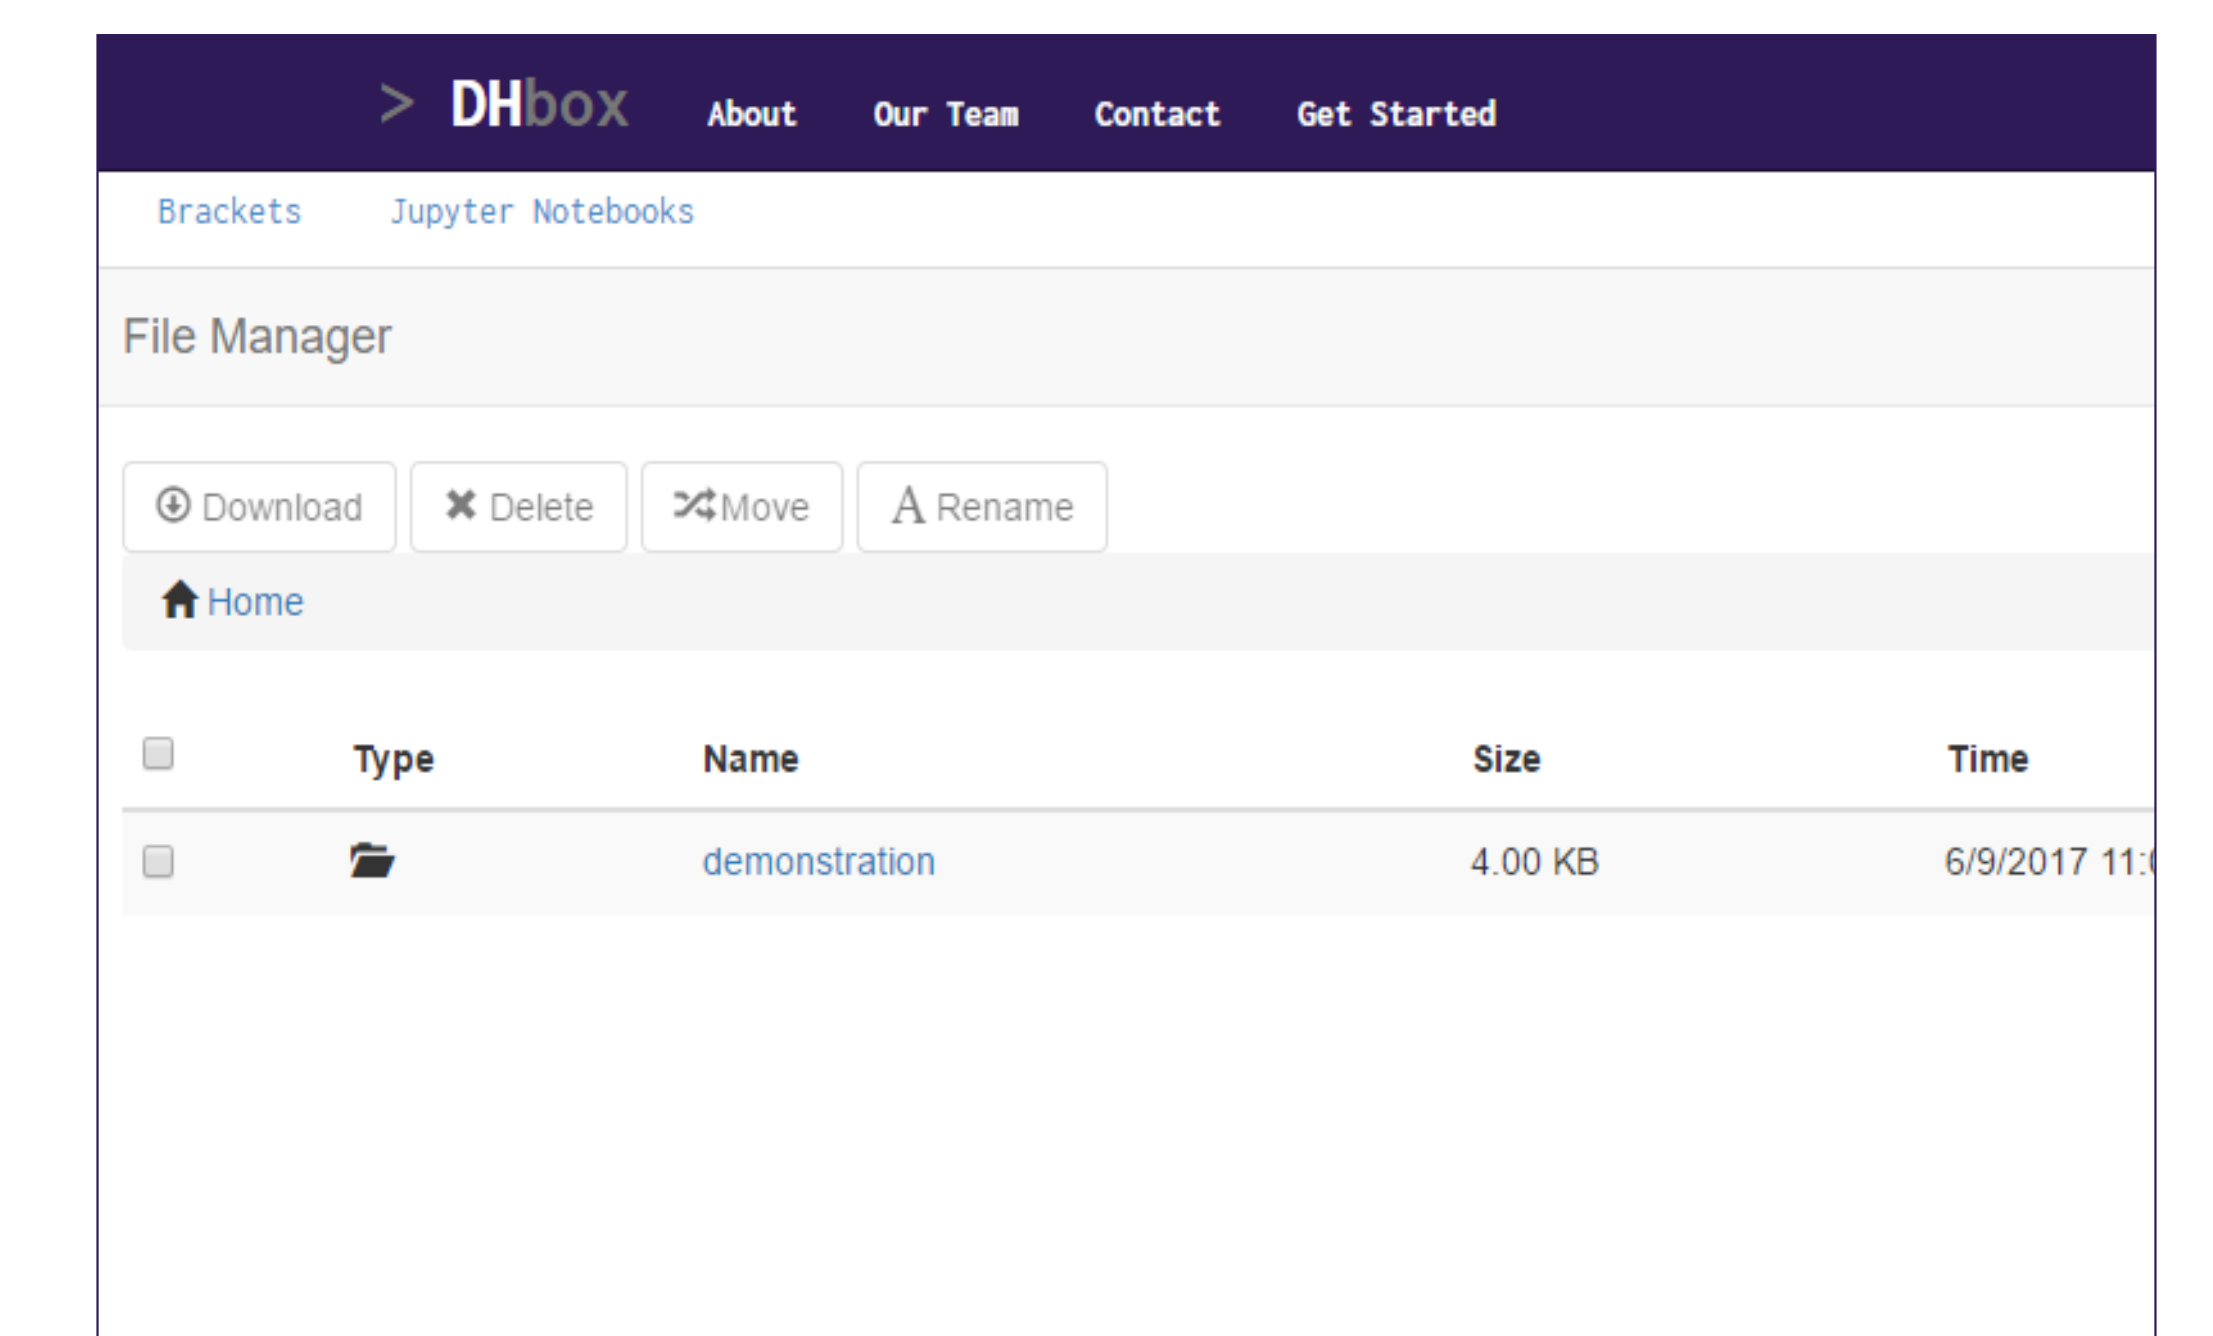 > DHbox About Our Team Contact Get Started
Brackets Jupyter Notebooks
File Manager
Download Delete Move A Rename
Home
Type Name Size Time
demonstration 4.00 KB 6/9/2017